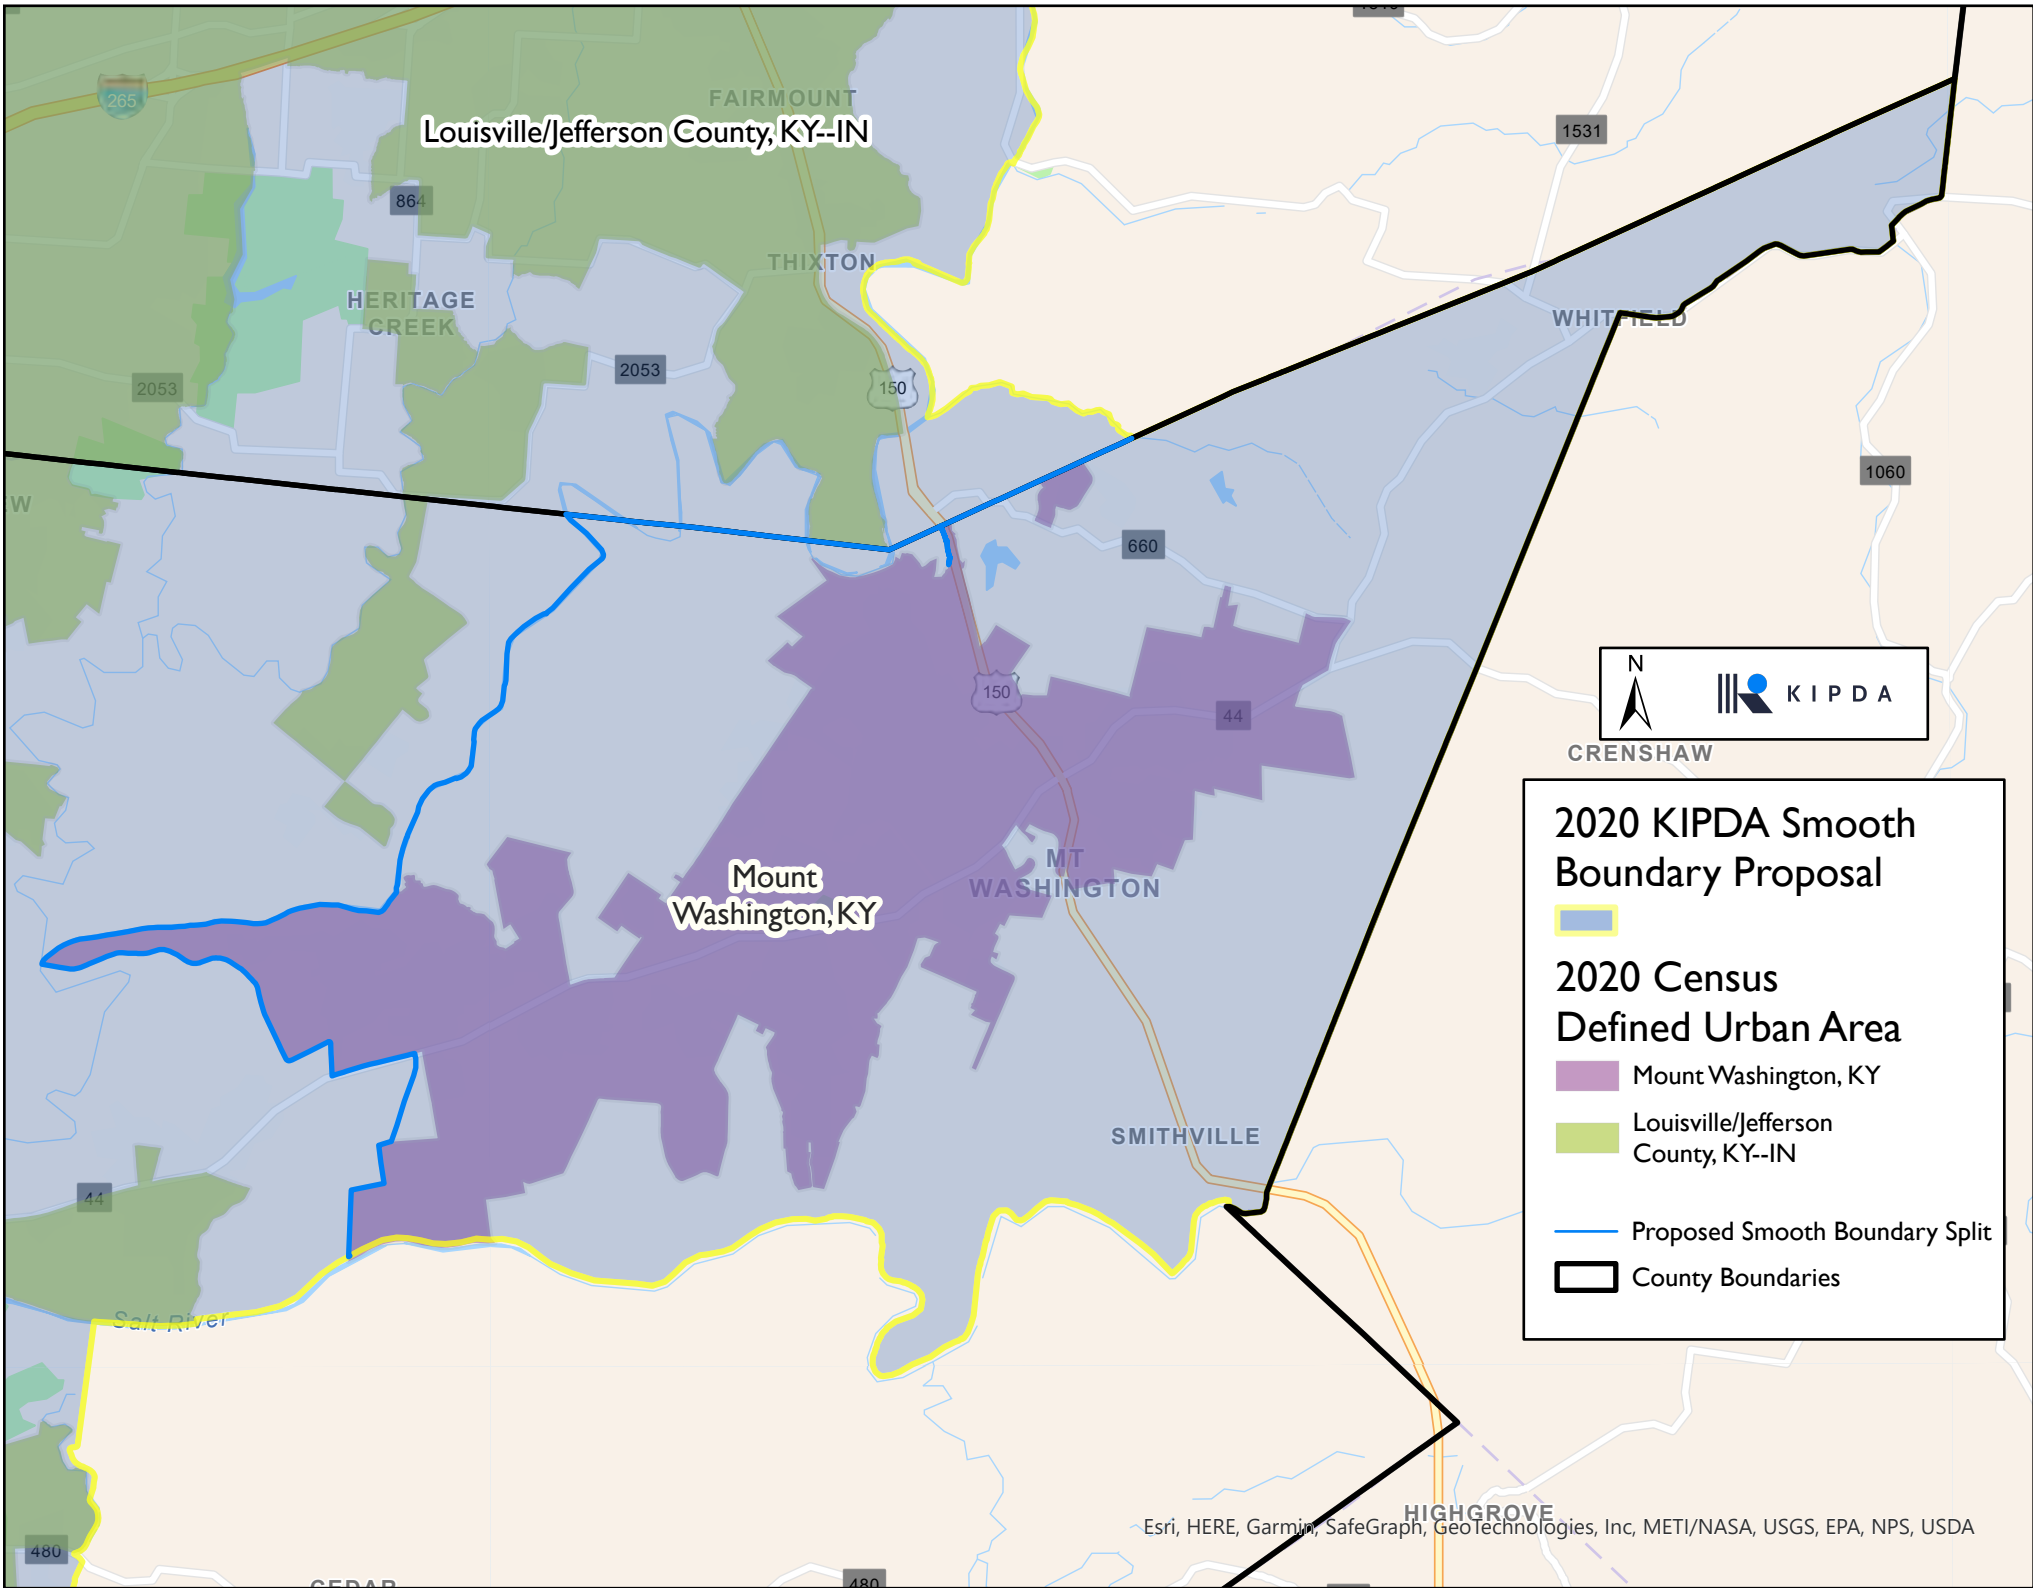 265
FAIRMOUNT
Louisville/Jefferson County, KY--IN
1531
864
THIXTON
HERITAGE
CREEK
WHITFIELD
2053
2053
150
1060
EW
660
N
KIPDA
150
44
CRENSHAW
2020 KIPDA Smooth
Boundary Proposal
MT
WASHINGTON
Mount
Washington, KY
2020 Census
Defined Urban Area
Mount Washington, KY
Louisville/Jefferson
County, KY--IN
SMITHVILLE
44
Proposed Smooth Boundary Split
County Boundaries
Salt River
HIGHGROVE
Esri, HERE, Garmin, SafeGraph, GeoTechnologies, Inc, METI/NASA, USGS, EPA, NPS, USDA
480
CEDAR
480